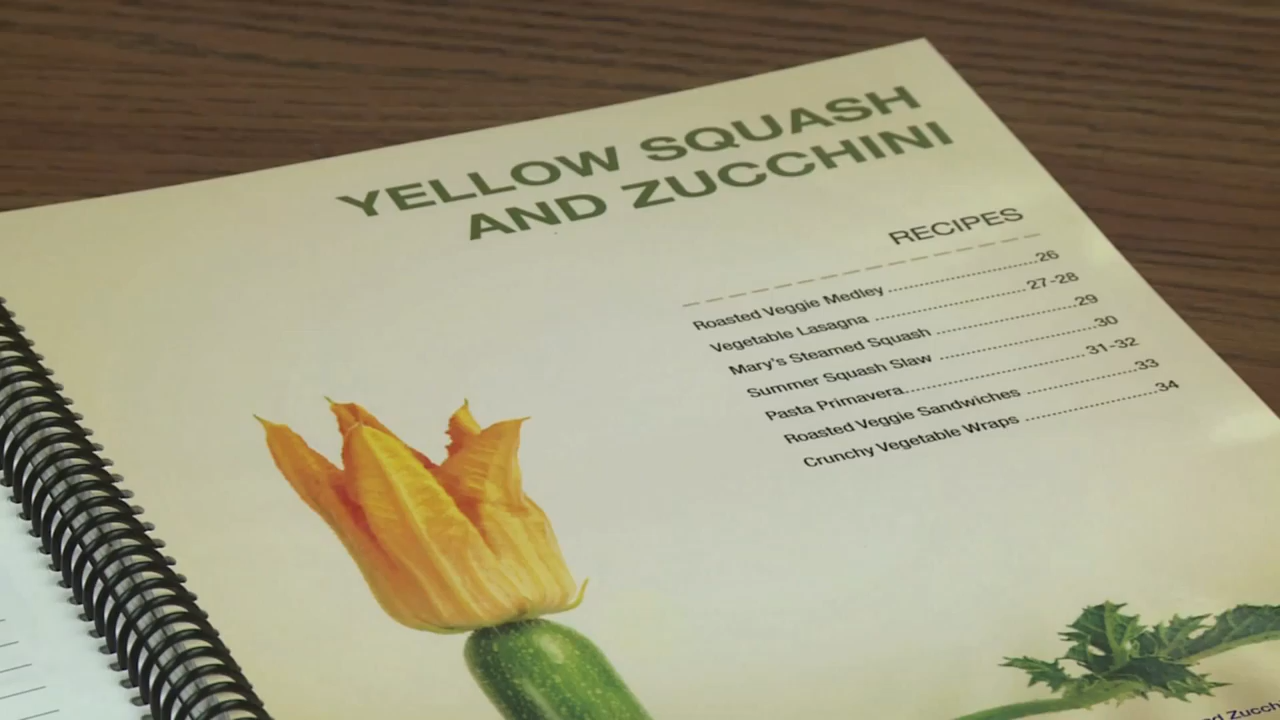 YELLOW SQUASH
AND ZUCCHINI
RECIPES
Roasted Veggie Medley ........................26
Vegetable Lasagna ........................27-28
Mary's Steamed Squash ........................29
Summer Squash Slaw ........................30
Pasta Primavera........................31-32
Roasted Veggie Sandwiches ........................33
Crunchy Vegetable Wraps ........................34